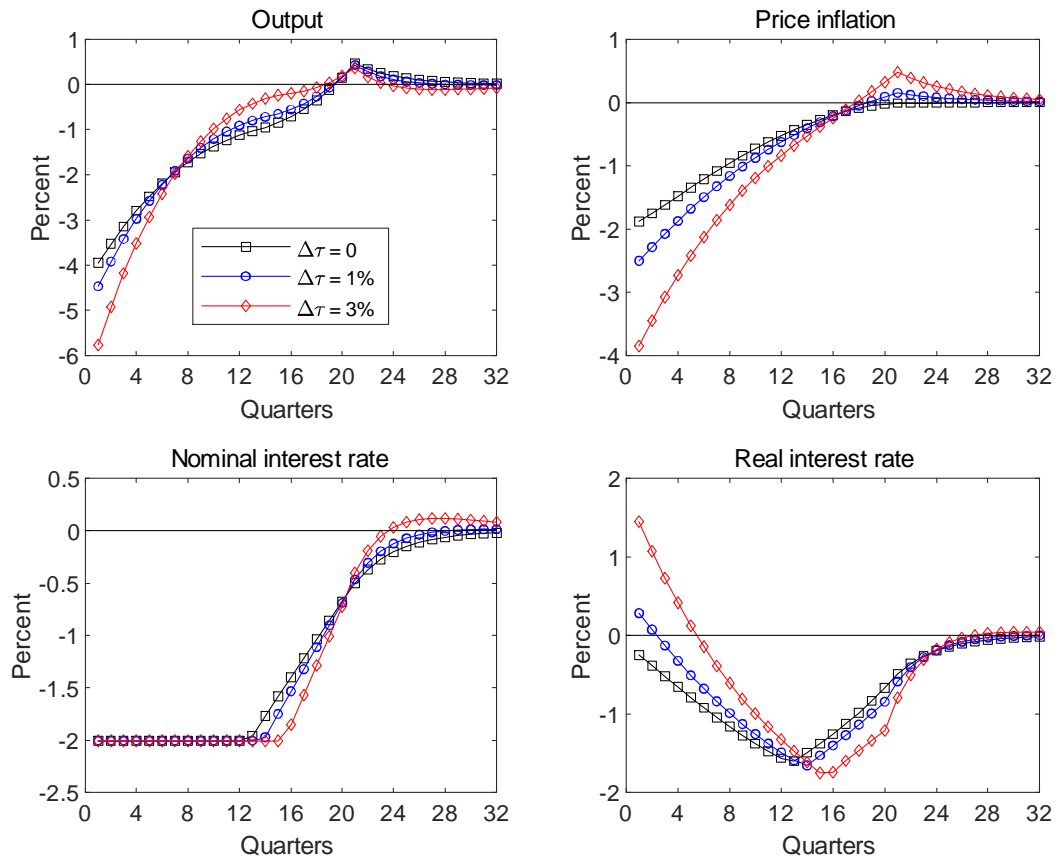 Output
1
0
-1
-2
-3
-4
-5
-6
Percent
Δτ = 0
Δτ = 1%
Δτ = 3%
0 4 8 12 16 20 24 28 32
Quarters
Price inflation
1
0
-1
-2
-3
-4
Percent
0 4 8 12 16 20 24 28 32
Quarters
Nominal interest rate
0.5
0
-0.5
-1
-1.5
-2
-2.5
Percent
0 4 8 12 16 20 24 28 32
Quarters
Real interest rate
2
1
0
-1
-2
Percent
0 4 8 12 16 20 24 28 32
Quarters